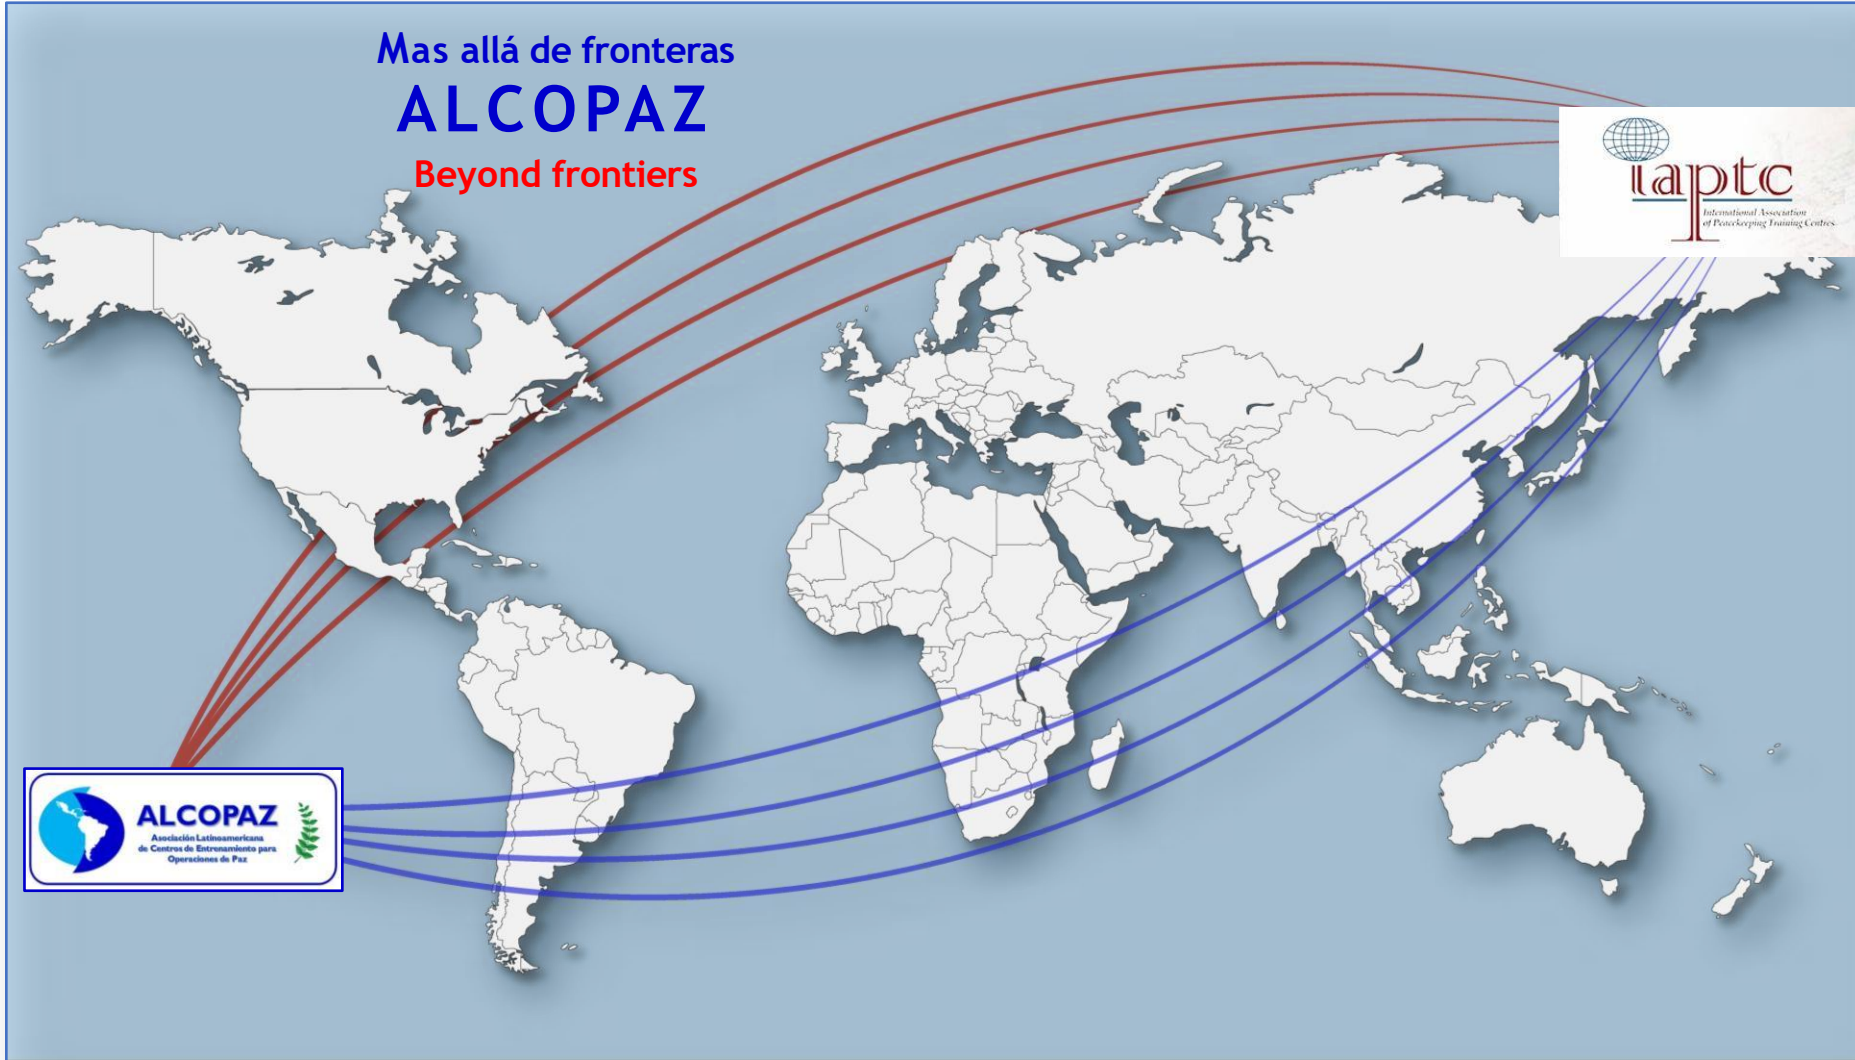 Mas allá de fronteras
ALCOPAZ
Beyond frontiers
iaptc
International Association
of Peacekeeping Training Centres
ALCOPAZ
Asociación Latinoamericana
de Centros de Entrenamiento para
Operaciones de Paz